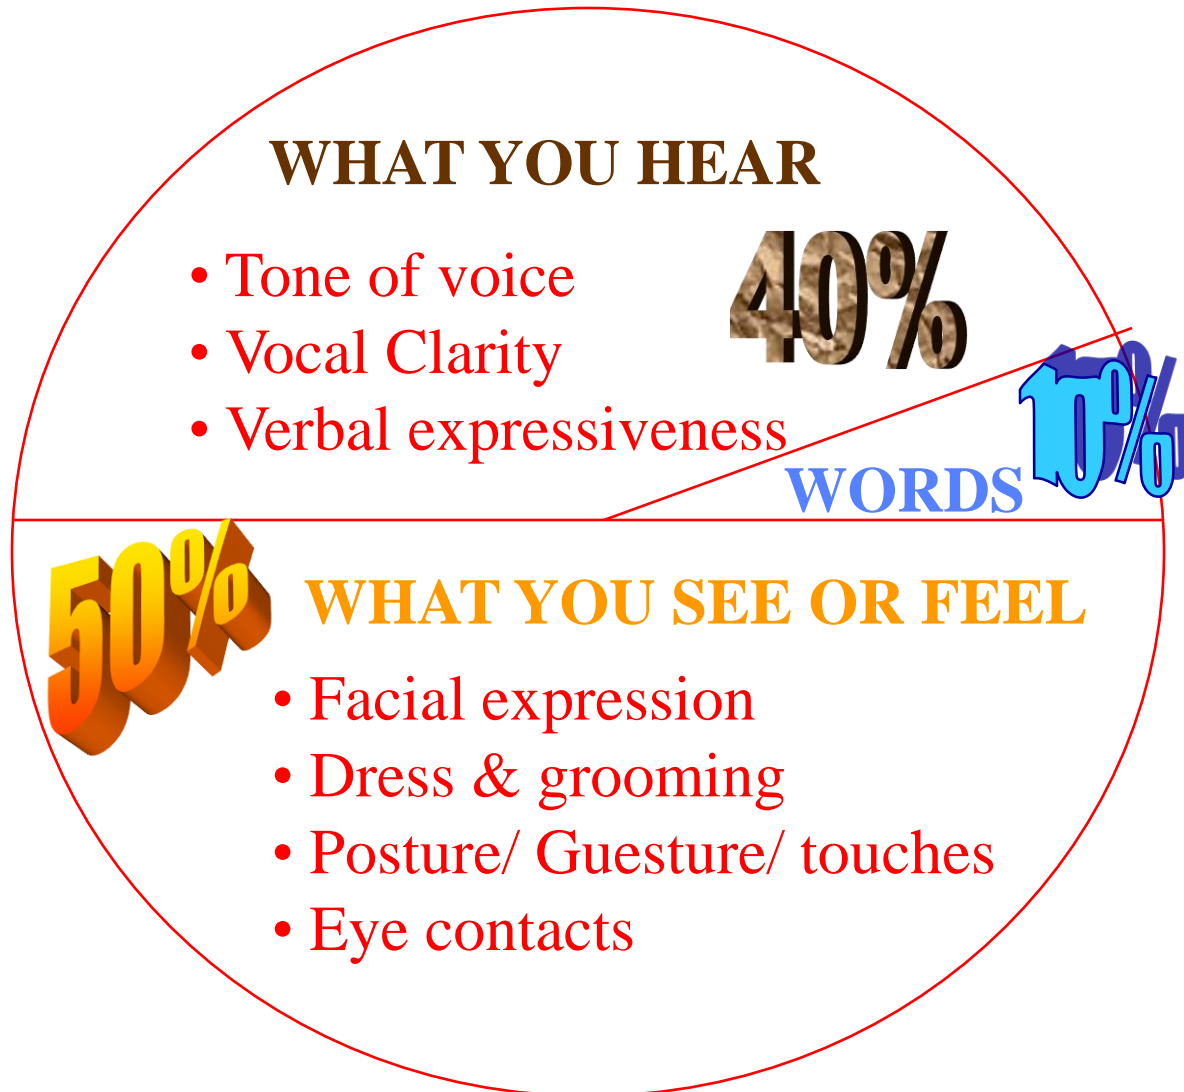 WHAT YOU HEAR
40%
• Tone of voice
• Vocal Clarity
• Verbal expressiveness
10%
WORDS
50%
WHAT YOU SEE OR FEEL
• Facial expression
• Dress & grooming
• Posture/ Guesture/ touches
• Eye contacts